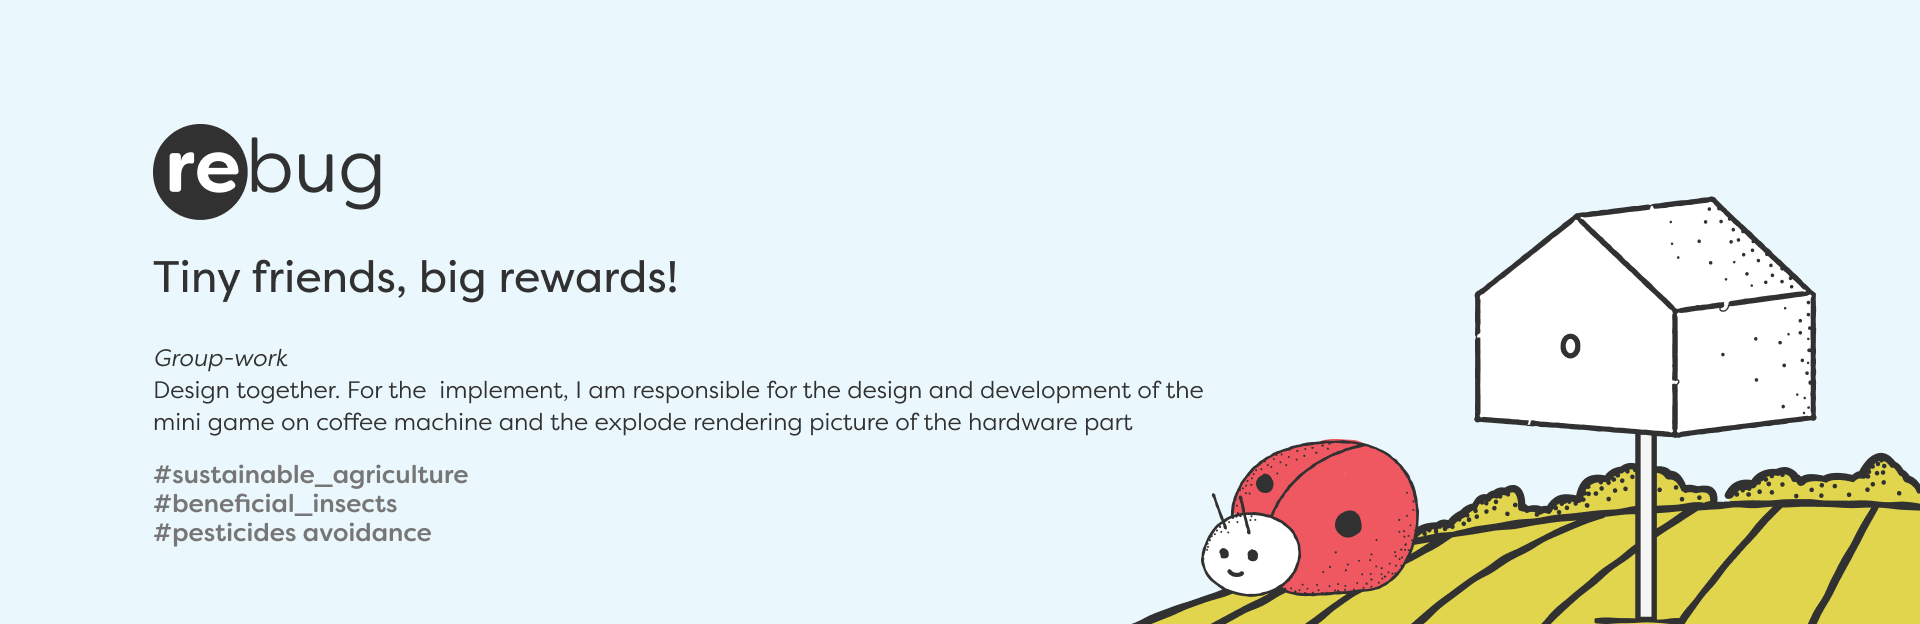 rebug
Tiny friends, big rewards!
Group-work
Design together. For the  implement, I am responsible for the design and development of the
mini game on coffee machine and the explode rendering picture of the hardware part
#sustainable_agriculture
#beneficial_insects
#pesticides avoidance